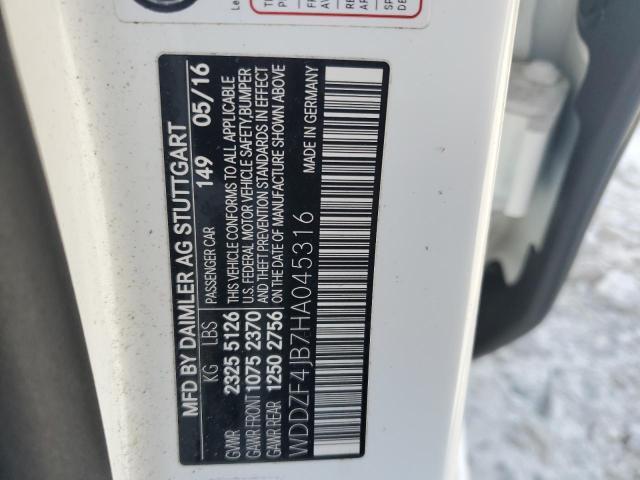 MFD BY DAIMLER AG STUTTGART
KG LBS PASSENGER CAR 149 05/16
GVWR 2325 5126 THIS VEHICLE CONFORMS TO ALL APPLICABLE
GAWR FRONT 1075 2370 U.S. FEDERAL MOTOR VEHICLE SAFETY,BUMPER
GAWR REAR 1250 2756 AND THEFT PREVENTION STANDARDS IN EFFECT
ON THE DATE OF MANUFACTURE SHOWN ABOVE
MADE IN GERMANY
WDDZF4JB7HA045316